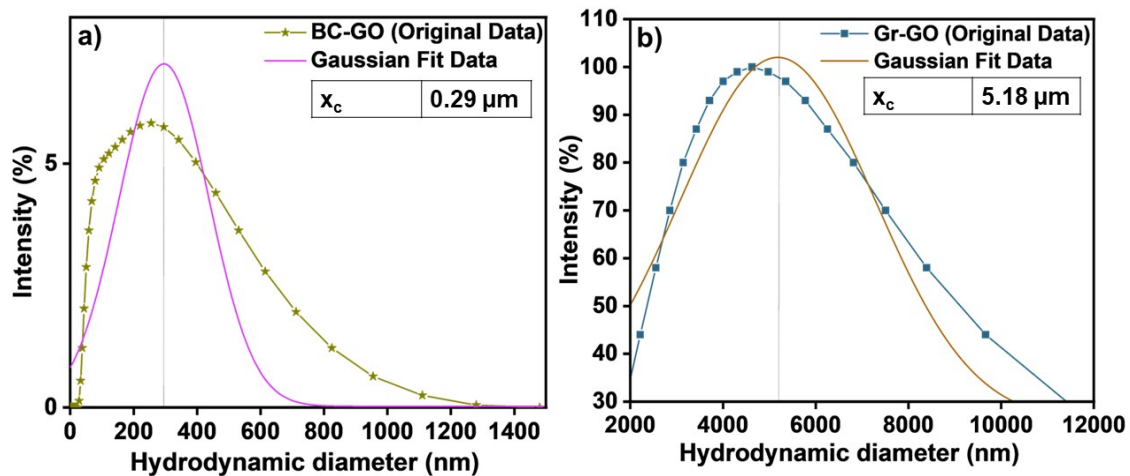 a)
BC-GO (Original Data)
Gaussian Fit Data
xc 0.29 µm
Intensity (%)
5
0
0 200 400 600 800 1000 1200 1400
Hydrodynamic diameter (nm)
b)
Gr-GO (Original Data)
Gaussian Fit Data
xc 5.18 µm
Intensity (%)
110
100
90
80
70
60
50
40
30
2000 4000 6000 8000 10000 12000
Hydrodynamic diameter (nm)